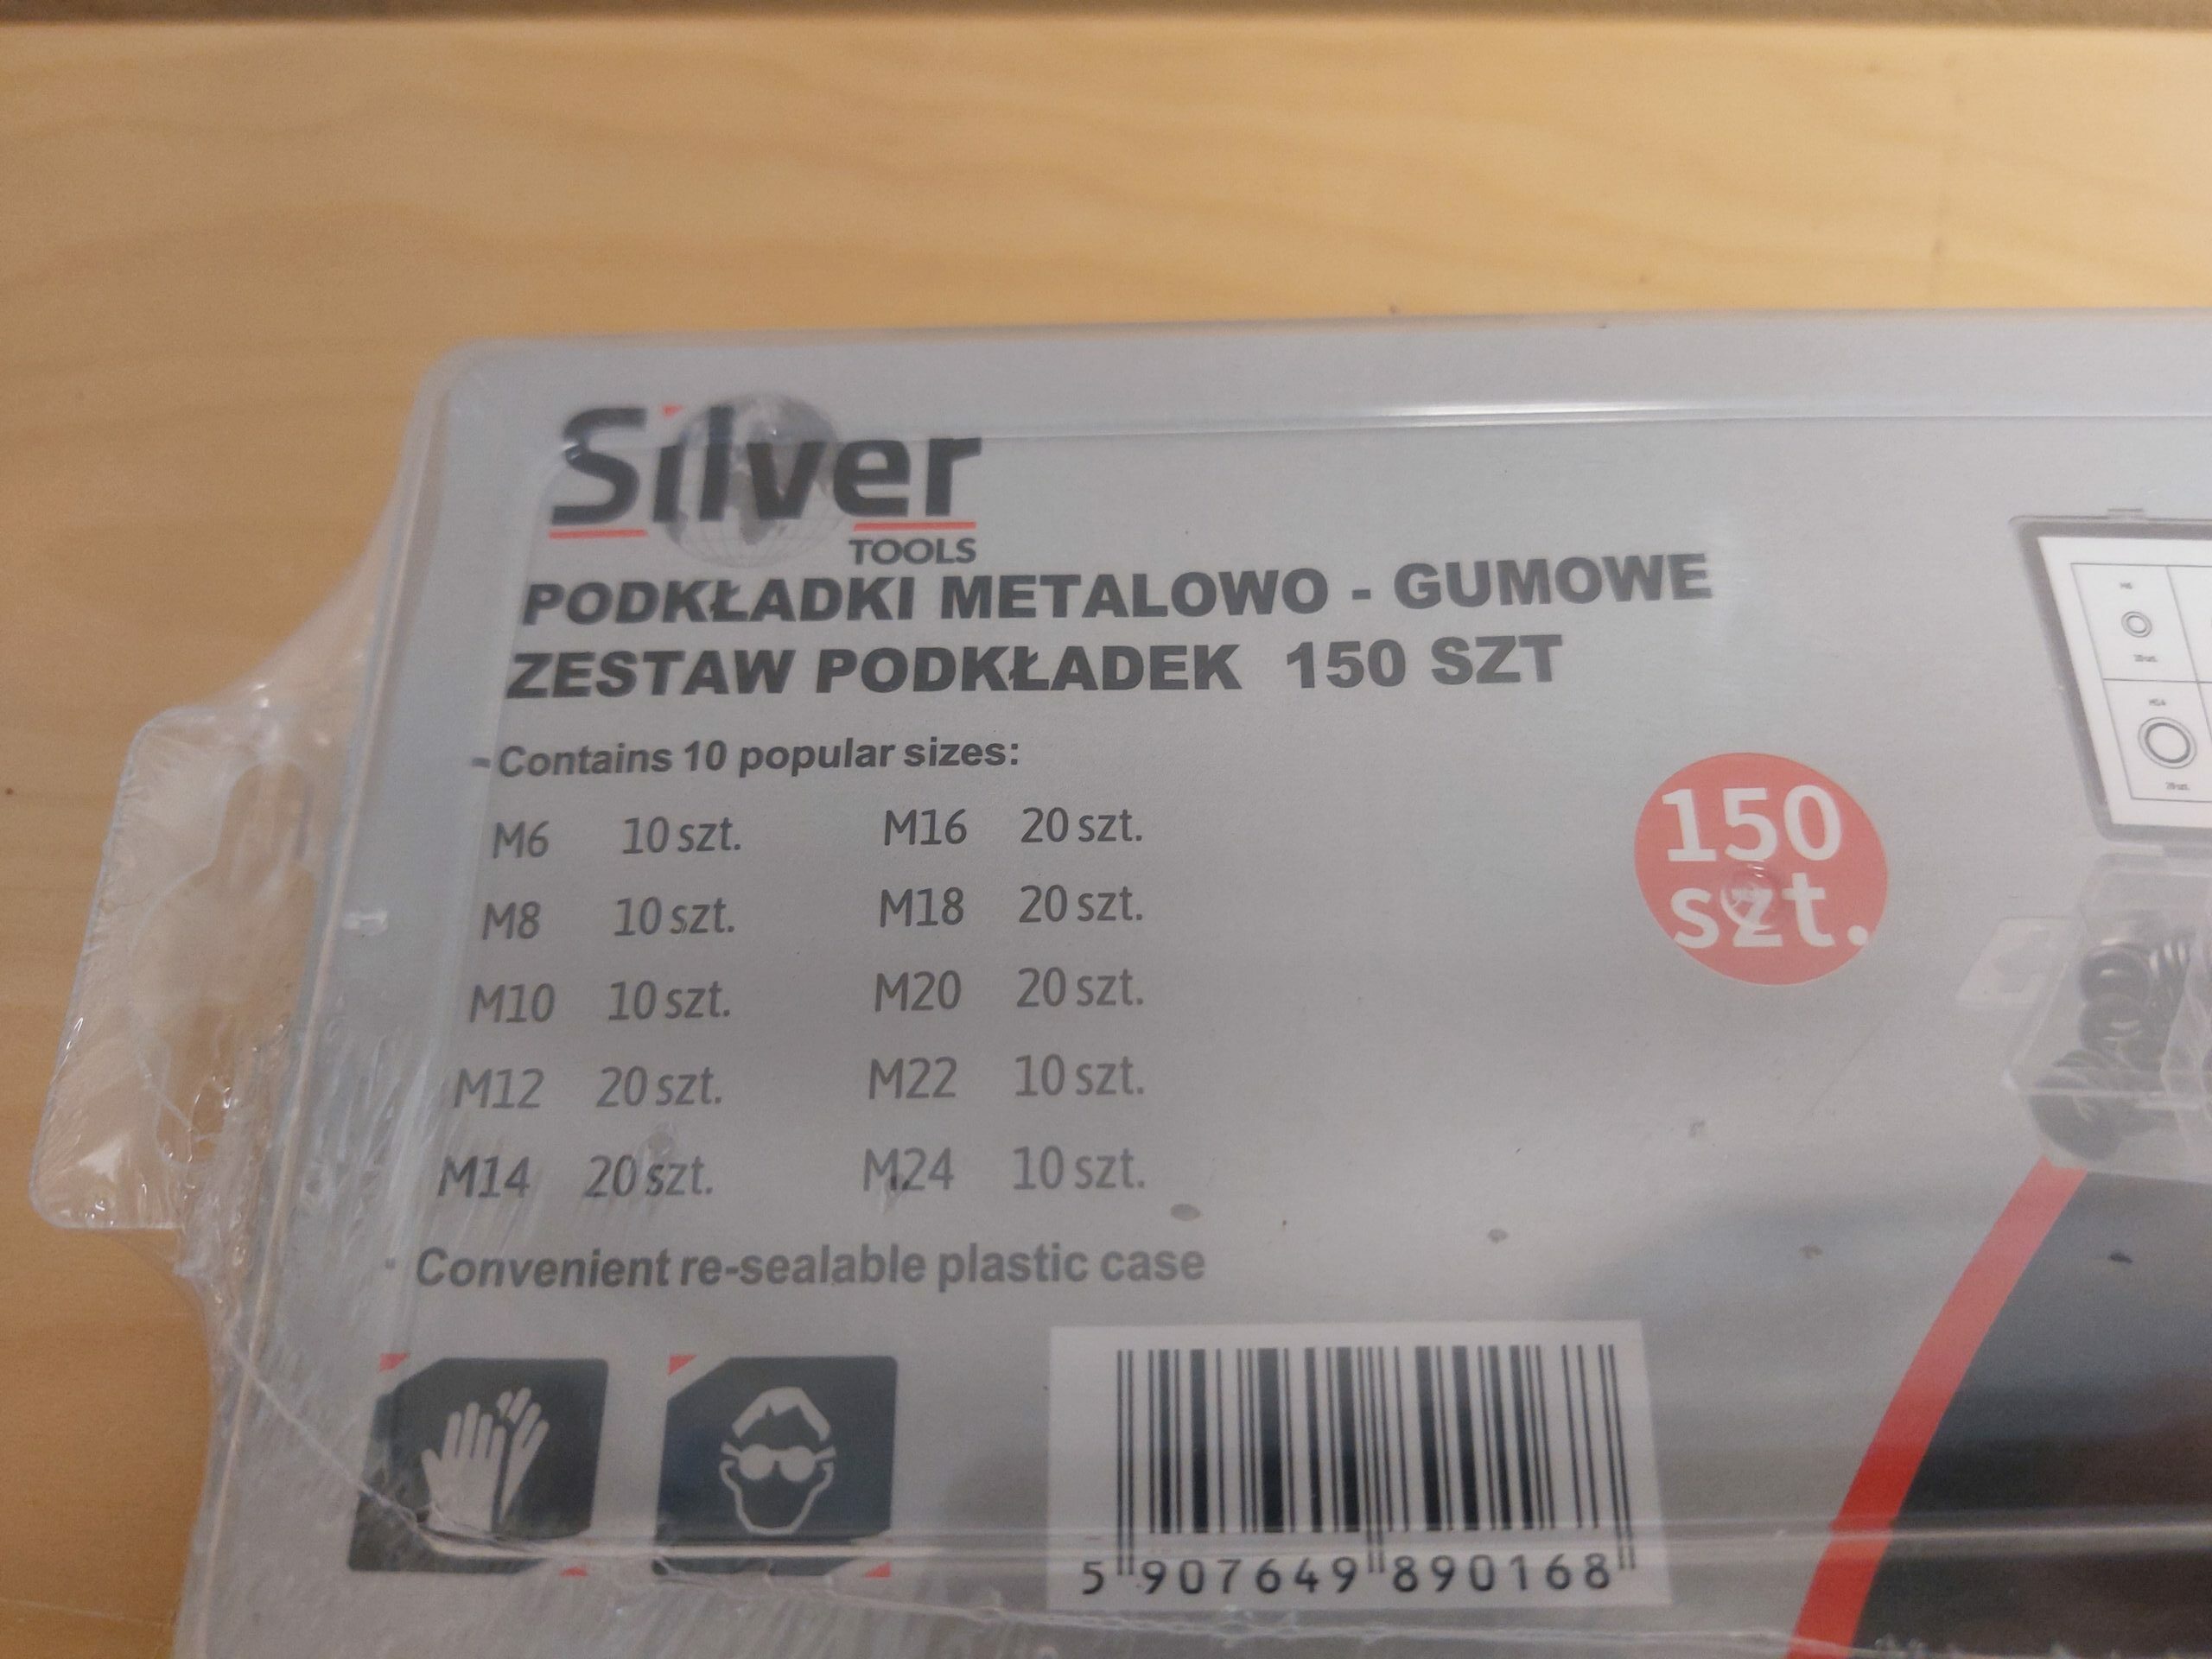 Silver
TOOLS
PODKŁADKI METALOWO - GUMOWE
ZESTAW PODKŁADEK 150 SZT
- Contains 10 popular sizes:
M6 10 szt. M16 20 szt.
M8 10 szt. M18 20 szt.
M10 10 szt. M20 20 szt.
M12 20 szt. M22 10 szt.
M14 20 szt. M24 10 szt.
150
szt.
Convenient re-sealable plastic case
5 907649 890168